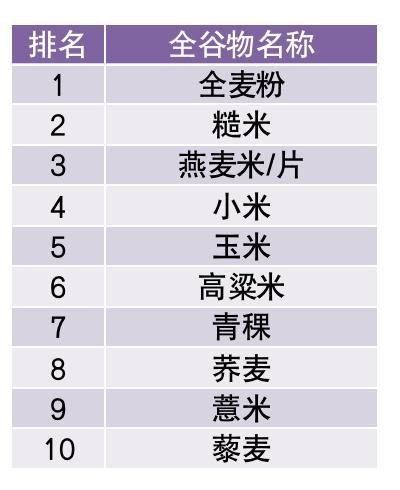 排名 全谷物名称
1 全麦粉
2 糙米
3 燕麦米/片
4 小米
5 玉米
6 高粱米
7 青稞
8 荞麦
9 薏米
10 藜麦